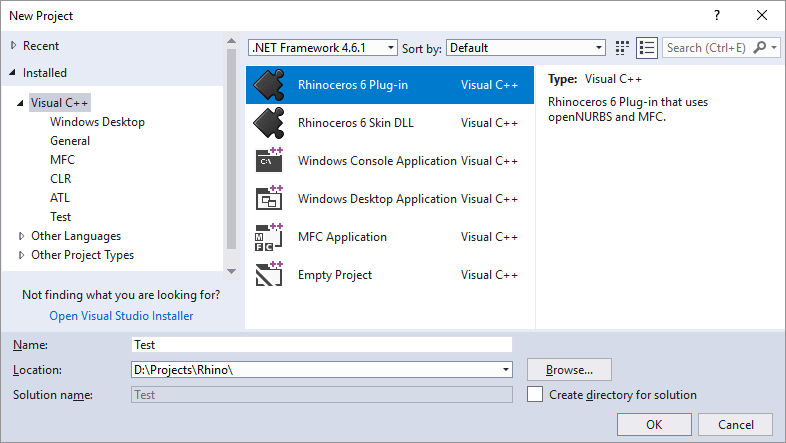 New Project
?
Recent
Installed
Visual C++
Windows Desktop
General
MFC
CLR
ATL
Test
Other Languages
Other Project Types
Not finding what you are looking for?
Open Visual Studio Installer
.NET Framework 4.6.1 Sort by: Default Search (Ctrl+E)
Rhinoceros 6 Plug-in Visual C++
Rhinoceros 6 Skin DLL Visual C++
C:\ Windows Console Application Visual C++
Windows Desktop Application Visual C++
MFC MFC Application Visual C++
Empty Project Visual C++
Type: Visual C++
Rhinoceros 6 Plug-in that uses
openNURBS and MFC.
Name: Test
Location: D:\Projects\Rhino\ Browse...
Solution name: Test Create directory for solution
OK Cancel